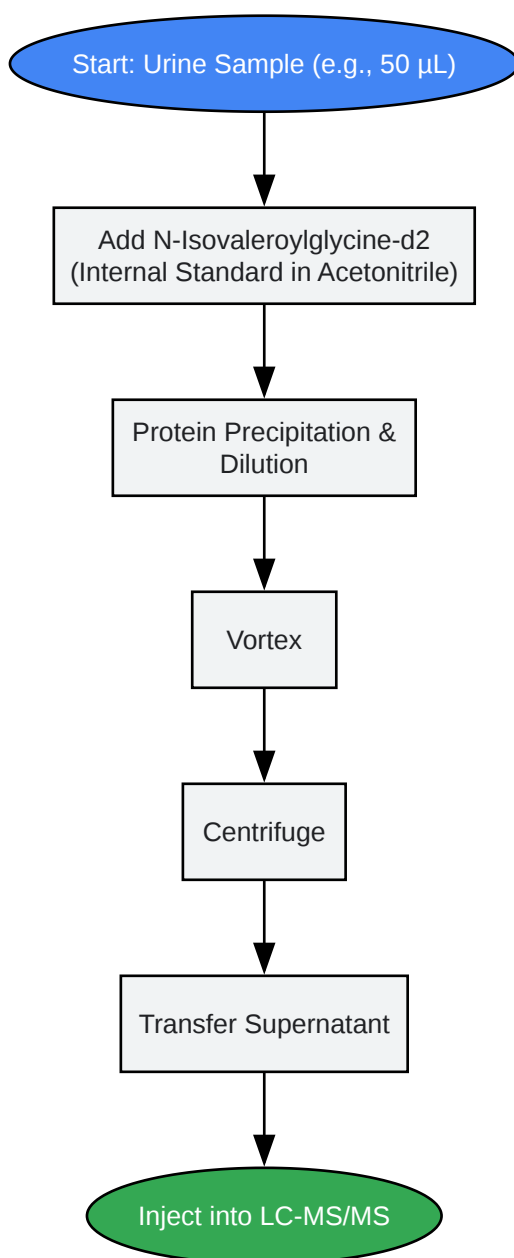 Start: Urine Sample (e.g., 50 µL)
Add N-Isovaleroylglycine-d2
(Internal Standard in Acetonitrile)
Protein Precipitation &
Dilution
Vortex
Centrifuge
Transfer Supernatant
Inject into LC-MS/MS